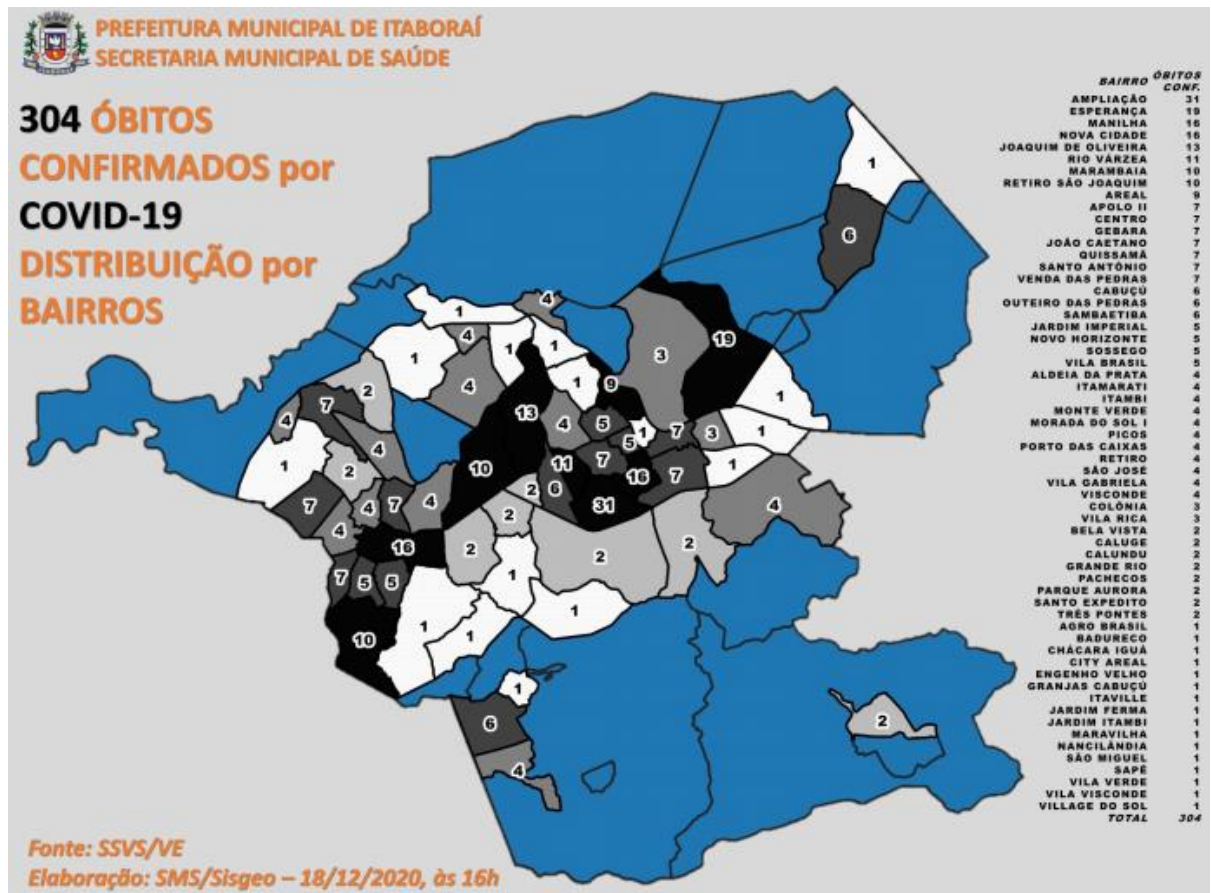 PREFEITURA MUNICIPAL DE ITABORAÍ
SECRETARIA MUNICIPAL DE SAÚDE
304 ÓBITOS
CONFIRMADOS por
COVID-19
DISTRIBUIÇÃO por
BAIRROS
1
6
4
1
19
4
1
1
3
1
4
1
9
1
2
7
13
4
5
1
7
3
1
4
4
5
1
2
10
11
7
16
7
1
7
4
7
4
6
2
31
4
4
2
16
2
2
2
7
5
5
1
1
10
1
1
1
6
2
4
BAIRRO ÓBITOS CONF.
AMPLIAÇÃO 31
ESPERANÇA 19
MANILHA 16
NOVA CIDADE 16
JOAQUIM DE OLIVEIRA 13
RIO VÁRZEA 11
MARAMBAIA 10
RETIRO SÃO JOAQUIM 10
AREAL 9
APOLO II 7
CENTRO 7
GEBARA 7
JOÃO CAETANO 7
QUISSAMÃ 7
SANTO ANTÔNIO 7
VENDA DAS PEDRAS 7
CABUÇÚ 6
OUTEIRO DAS PEDRAS 6
SAMBAETIBA 6
JARDIM IMPERIAL 5
NOVO HORIZONTE 5
SOSSEGO 5
VILA BRASIL 5
ALDEIA DA PRATA 4
ITAMARATI 4
ITAMBI 4
MONTE VERDE 4
MORADA DO SOL I 4
PICOS 4
PORTO DAS CAIXAS 4
RETIRO 4
SÃO JOSÉ 4
VILA GABRIELA 4
VISCONDE 4
COLÔNIA 3
VILA RICA 3
BELA VISTA 2
CALUGE 2
CALUNDU 2
GRANDE RIO 2
PACHECOS 2
PARQUE AURORA 2
SANTO EXPEDITO 2
TRÊS PONTES 2
AGRO BRASIL 1
BADURECO 1
CHÁCARA IGUÁ 1
CITY AREAL 1
ENGENHO VELHO 1
GRANJAS CABUÇÚ 1
ITAVILLE 1
JARDIM FERMA 1
JARDIM ITAMBI 1
MARAVILHA 1
NANCILÂNDIA 1
SÃO MIGUEL 1
SAPÊ 1
VILA VERDE 1
VILA VISCONDE 1
VILLAGE DO SOL 1
TOTAL 304
Fonte: SSVS/VE
Elaboração: SMS/Sisgeo – 18/12/2020, às 16h